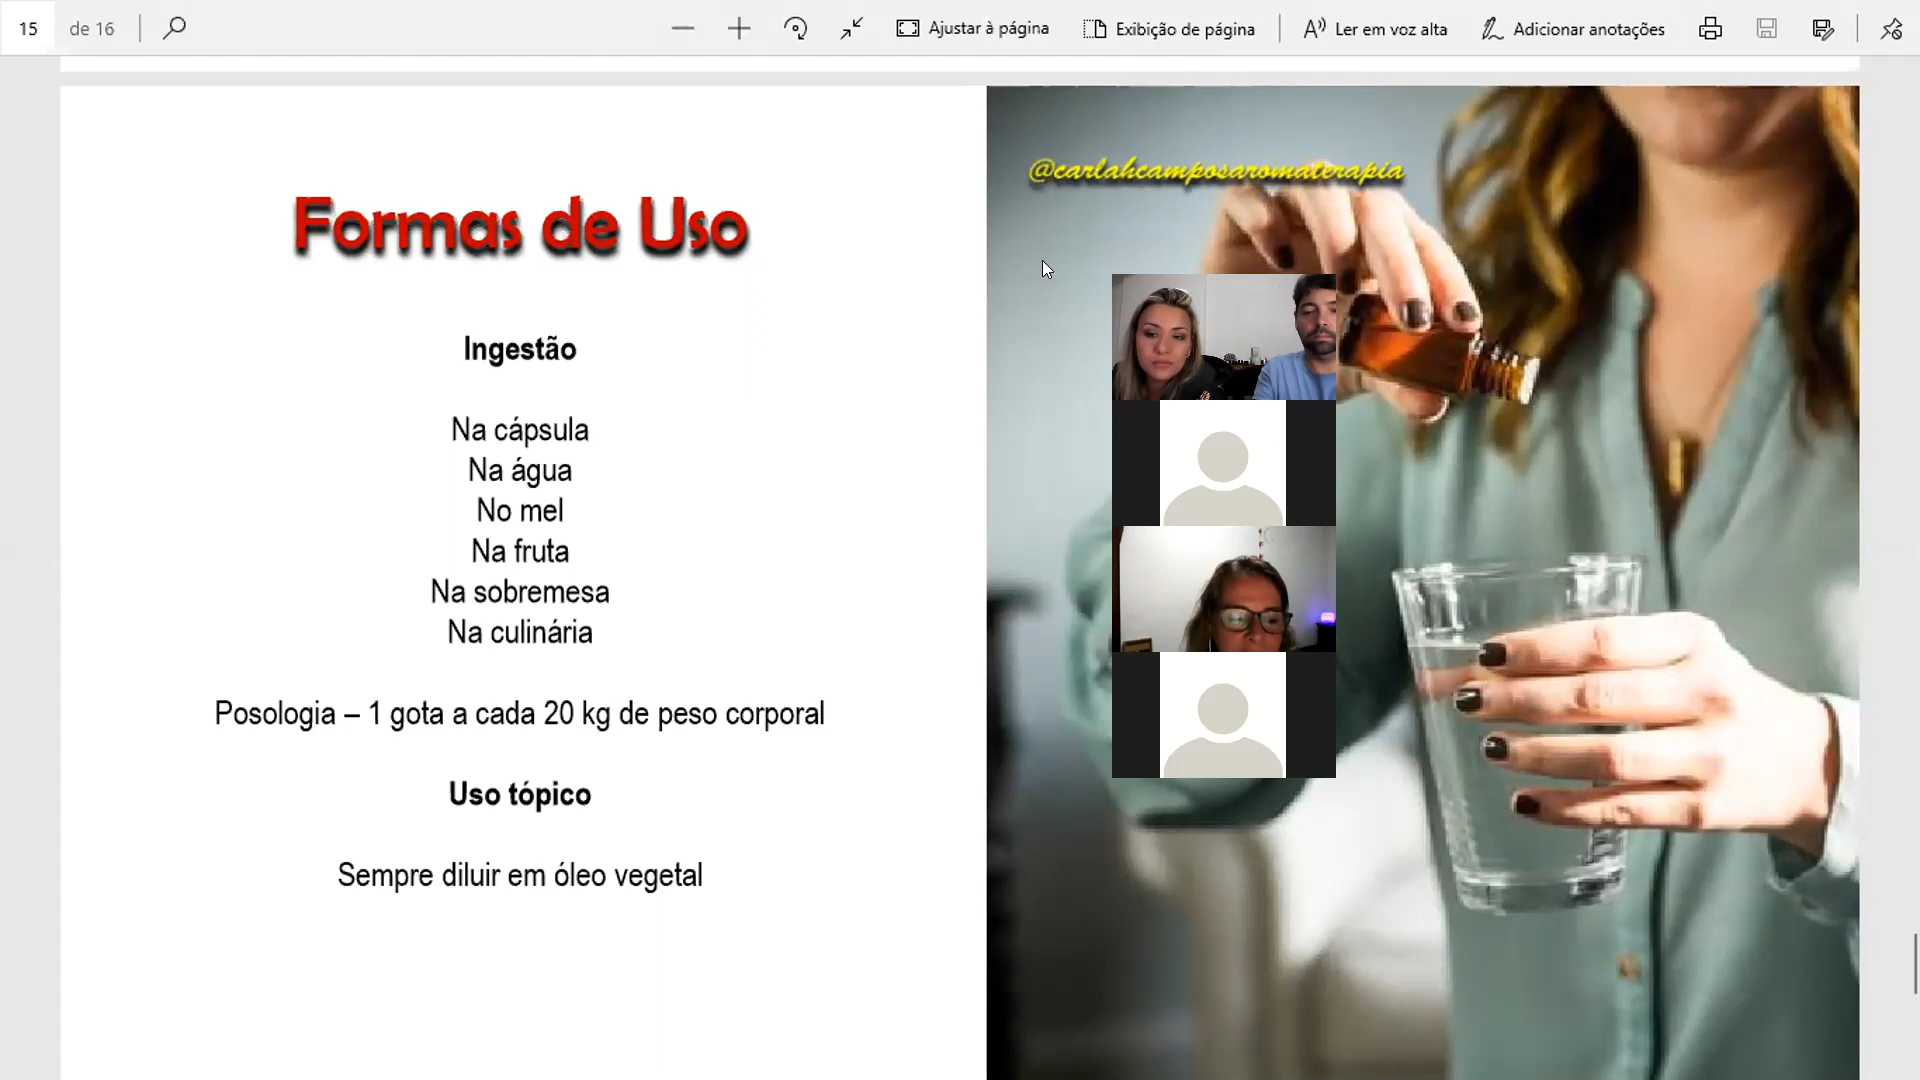 15 de 16
Ajustar à página
Exibição de página
Ler em voz alta
Adicionar anotações
@carlahcamposaromaterapia
Formas de Uso
Ingestão
Na cápsula
Na água
No mel
Na fruta
Na sobremesa
Na culinária
Posologia – 1 gota a cada 20 kg de peso corporal
Uso tópico
Sempre diluir em óleo vegetal